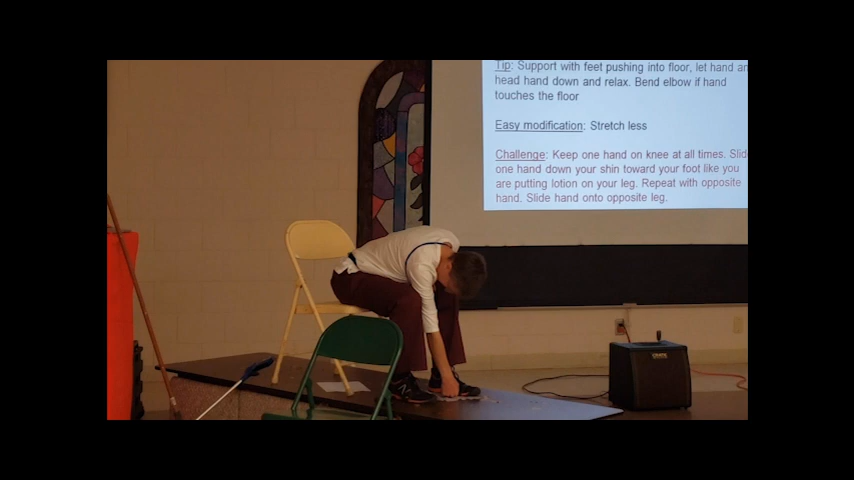 Tip: Support with feet pushing into floor, let hand an
head hand down and relax. Bend elbow if hand
touches the floor
Easy modification: Stretch less
Challenge: Keep one hand on knee at all times. Slid
one hand down your shin toward your foot like you
are putting lotion on your leg. Repeat with opposite
hand. Slide hand onto opposite leg.